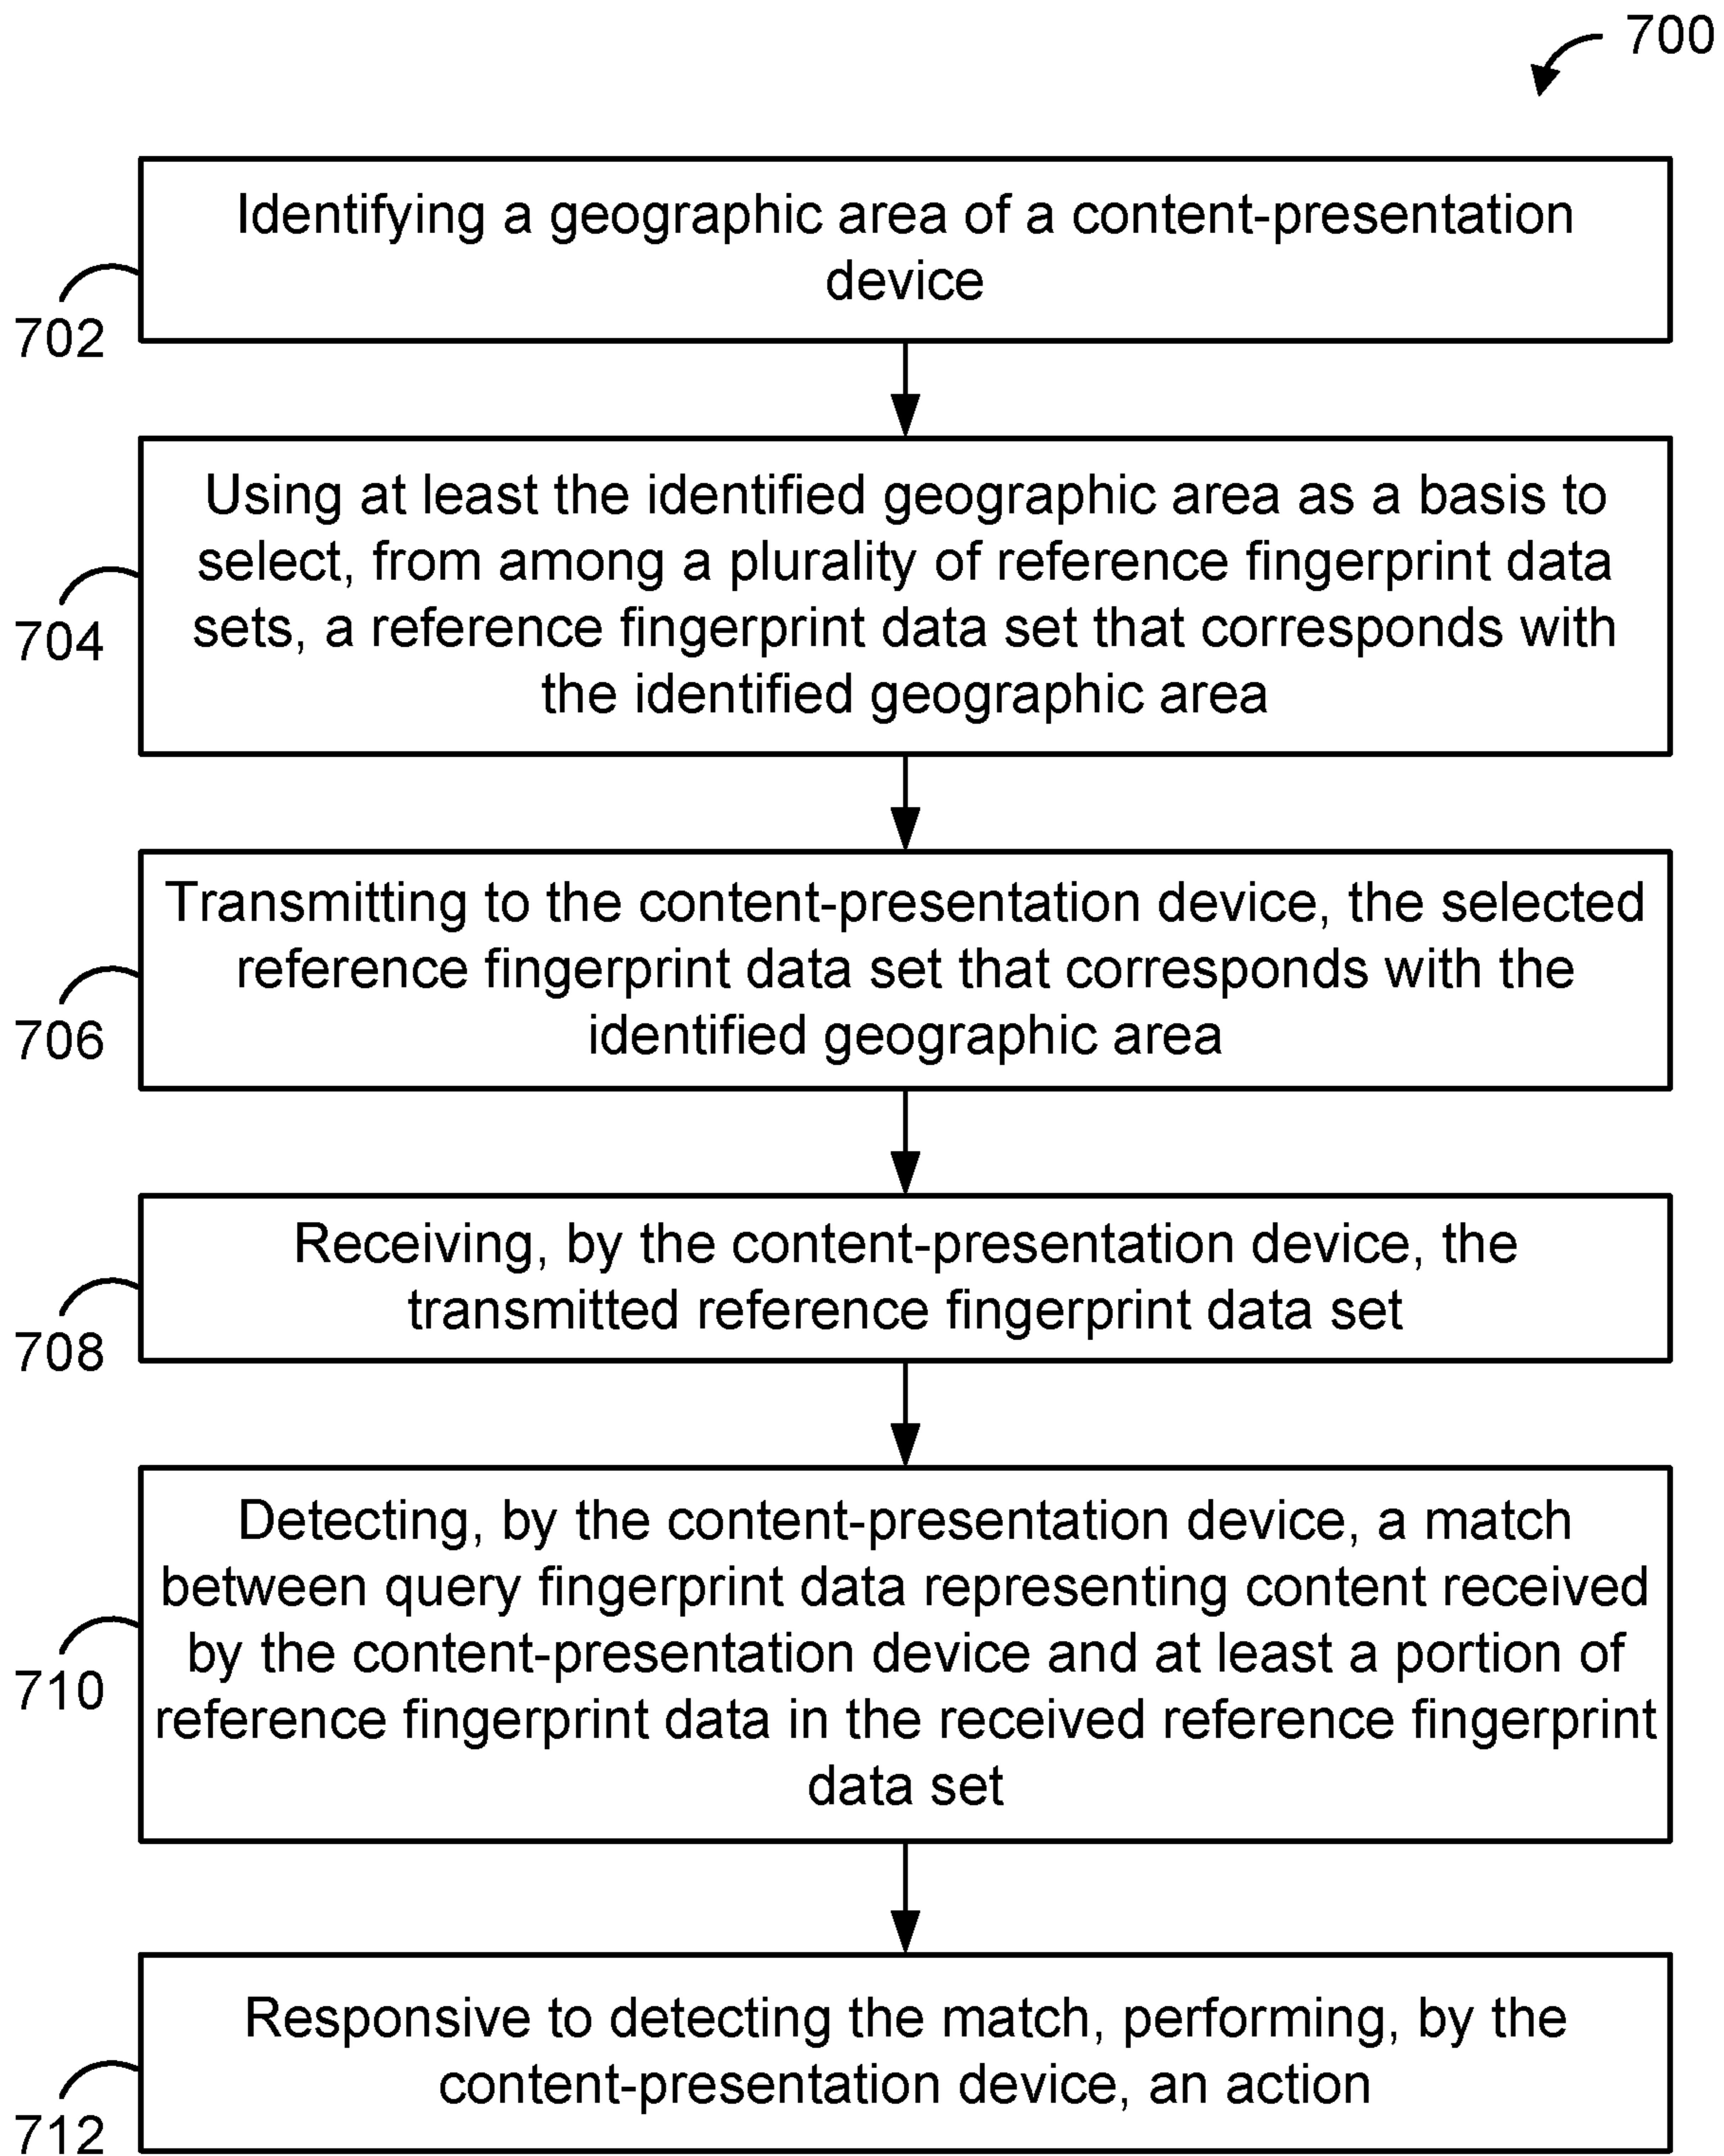 700
Identifying a geographic area of a content-presentation
device
702
Using at least the identified geographic area as a basis to
select, from among a plurality of reference fingerprint data
sets, a reference fingerprint data set that corresponds with
the identified geographic area
704
Transmitting to the content-presentation device, the selected
reference fingerprint data set that corresponds with the
identified geographic area
706
Receiving, by the content-presentation device, the
transmitted reference fingerprint data set
708
Detecting, by the content-presentation device, a match
between query fingerprint data representing content received
by the content-presentation device and at least a portion of
reference fingerprint data in the received reference fingerprint
data set
710
Responsive to detecting the match, performing, by the
content-presentation device, an action
712